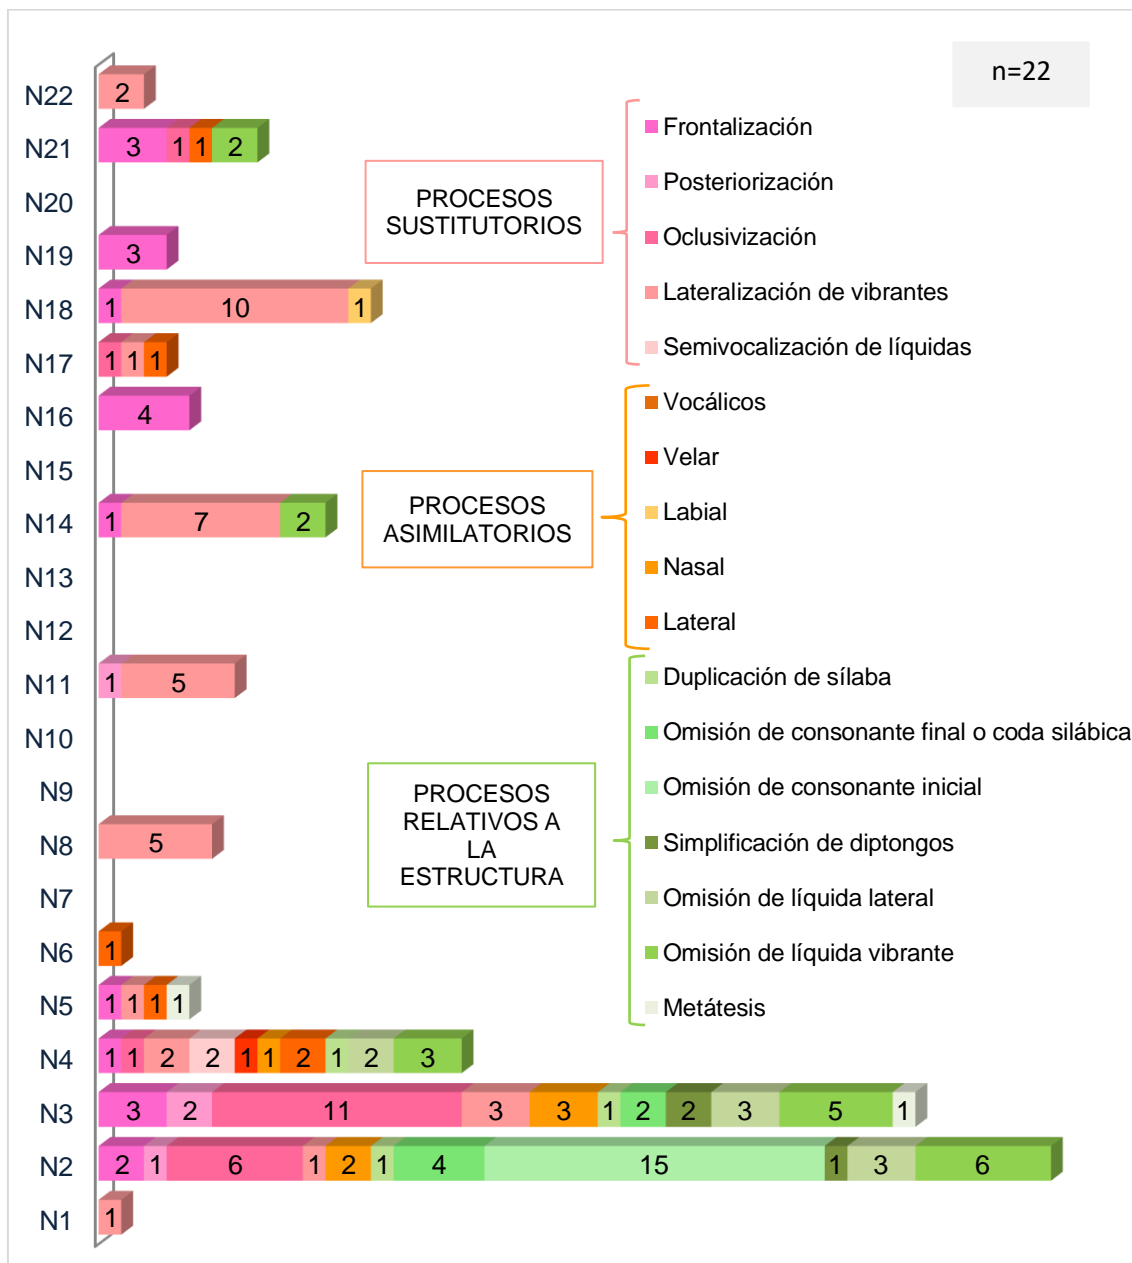 n=22
N22 2
N21 3 1 1 2
N20
N19 3
N18 1 10 1
N17 1 1 1
N16 4
N15
N14 1 7 2
N13
N12
N11 1 5
N10
N9
N8 5
N7
N6 1
N5 1 1 1 1
N4 1 1 2 2 1 1 2 1 2 3
N3 3 2 11 3 3 1 2 2 3 5 1
N2 2 1 6 1 2 1 4 15 1 3 6
N1 1
PROCESOS
SUSTITUTORIOS
Frontalización
Posteriorización
Oclusivización
Lateralización de vibrantes
Semivocalización de líquidas
PROCESOS
ASIMILATORIOS
Vocálicos
Velar
Labial
Nasal
Lateral
PROCESOS
RELATIVOS A
LA
ESTRUCTURA
Duplicación de sílaba
Omisión de consonante final o coda silábica
Omisión de consonante inicial
Simplificación de diptongos
Omisión de líquida lateral
Omisión de líquida vibrante
Metátesis